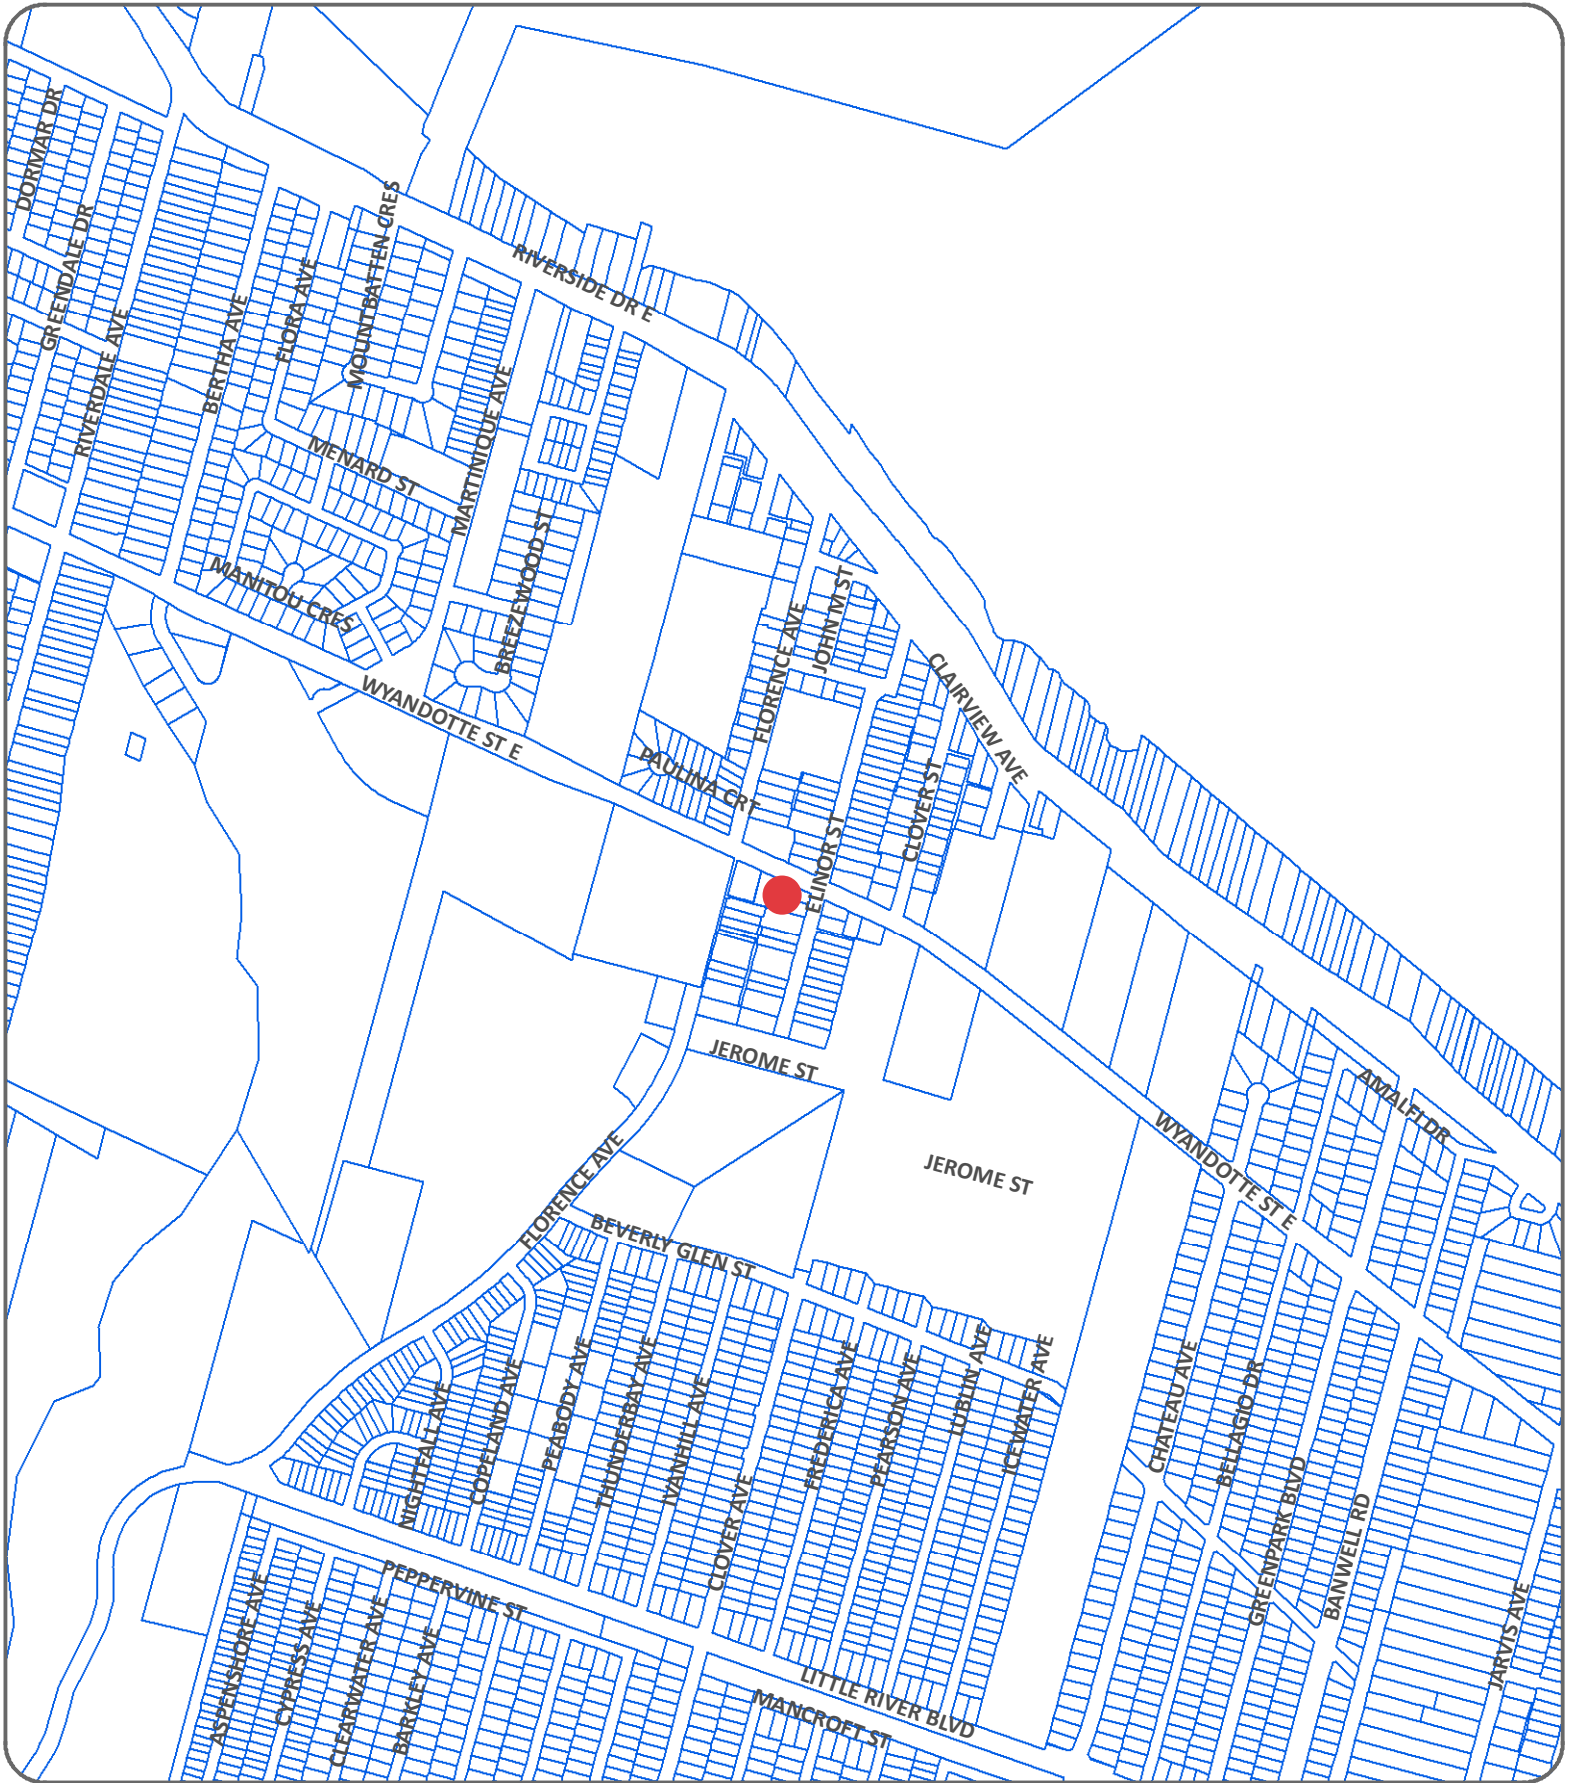 DORMAR DR
GREENDALE DR
RIVERDALE AVE
BERTHA AVE
FLORA AVE
MOUNTBATTEN CRES
RIVERSIDE DR E
MENARD ST
MARTINIQUE AVE
MANITOU CRES
BREEZEWOOD ST
WYANDOTTE ST E
FLORENCE AVE
JOHN M ST
CLAIRVIEW AVE
PAULINA CRT
ELINOR ST
CLOVER ST
JEROME ST
JEROME ST
AMALFI DR
WYANDOTTE ST E
FLORENCE AVE
BEVERLY GLEN ST
NIGHTFALL AVE
COPELAND AVE
PEABODY AVE
THUNDERBAY AVE
IVANHILL AVE
CLOVER AVE
FREDERICA AVE
PEARSON AVE
LUBLIN AVE
ICEWATER AVE
CHATEAU AVE
BELLAGIO DR
GREENPARK BLVD
BANWELL RD
JARVIS AVE
PEPPERVINE ST
ASPENSHORE AVE
CYPRESS AVE
CLEARWATER AVE
BARKLEY AVE
LITTLE RIVER BLVD
MANCROFT ST